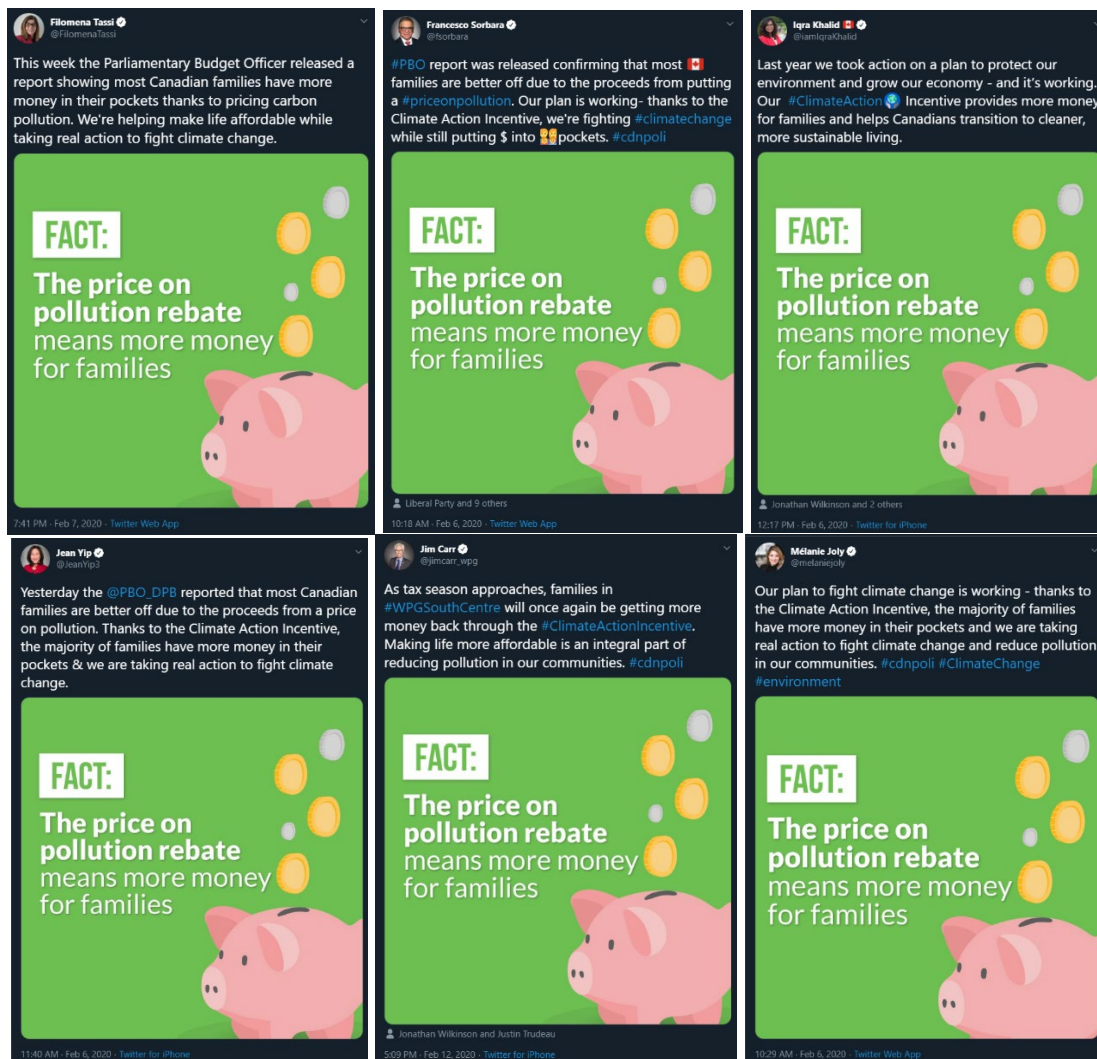 Filomena Tassi
@FilomenaTassi
This week the Parliamentary Budget Officer released a
report showing most Canadian families have more
money in their pockets thanks to pricing carbon
pollution. We're helping make life affordable while
taking real action to fight climate change.
FACT:
The price on
pollution rebate
means more money
for families
7:41 PM · Feb 7, 2020 · Twitter Web App
Francesco Sorbara
@fsorbara
#PBO report was released confirming that most 🇨🇦
families are better off due to the proceeds from putting
a #priceonpollution. Our plan is working- thanks to the
Climate Action Incentive, we're fighting #climatechange
while still putting $ into pockets. #cdnpoli
FACT:
The price on
pollution rebate
means more money
for families
Liberal Party and 9 others
10:18 AM · Feb 6, 2020 · Twitter Web App
Iqra Khalid 🇨🇦
@iamIqraKhalid
Last year we took action on a plan to protect our
environment and grow our economy - and it's working.
Our #ClimateAction🌎 Incentive provides more money
for families and helps Canadians transition to cleaner,
more sustainable living.
FACT:
The price on
pollution rebate
means more money
for families
Jonathan Wilkinson and 2 others
12:17 PM · Feb 6, 2020 · Twitter for iPhone
Jean Yip
@JeanYip3
Yesterday the @PBO_DPB reported that most Canadian
families are better off due to the proceeds from a price
on pollution. Thanks to the Climate Action Incentive,
the majority of families have more money in their
pockets & we are taking real action to fight climate
change.
FACT:
The price on
pollution rebate
means more money
for families
11:40 AM · Feb 6, 2020 · Twitter for iPhone
Jim Carr
@jimcarr_wpg
As tax season approaches, families in
#WPGSouthCentre will once again be getting more
money back through the #ClimateActionIncentive.
Making life more affordable is an integral part of
reducing pollution in our communities. #cdnpoli
FACT:
The price on
pollution rebate
means more money
for families
Jonathan Wilkinson and Justin Trudeau
5:09 PM · Feb 12, 2020 · Twitter for iPhone
Mélanie Joly
@melaniejoly
Our plan to fight climate change is working - thanks to
the Climate Action Incentive, the majority of families
have more money in their pockets and we are taking
real action to fight climate change and reduce pollution
in our communities. #cdnpoli #ClimateChange
#environment
FACT:
The price on
pollution rebate
means more money
for families
10:29 AM · Feb 6, 2020 · Twitter Web App